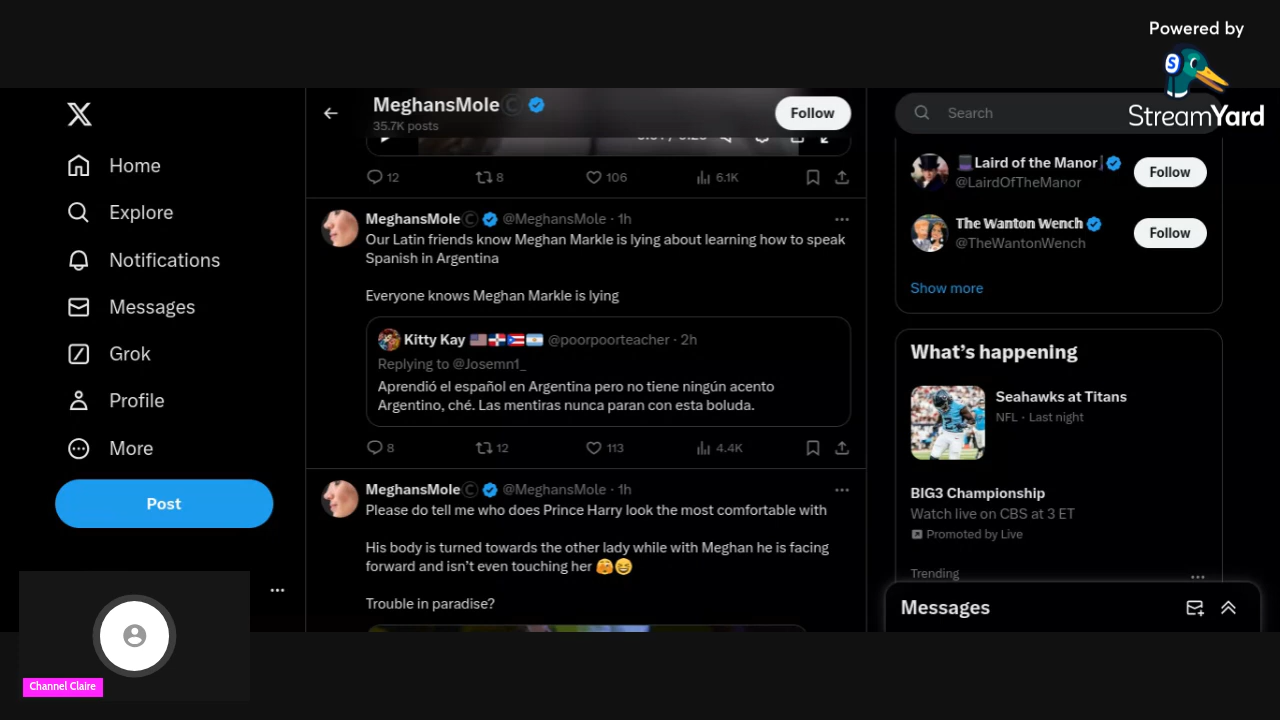 Powered by
StreamYard
MeghansMole
35.7K posts
Follow
Search
Home
Explore
Notifications
Messages
Grok
Profile
More
Post
12
8
106
6.1K
MeghansMole © @MeghansMole · 1h
Our Latin friends know Meghan Markle is lying about learning how to speak
Spanish in Argentina
Everyone knows Meghan Markle is lying
Kitty Kay @poorpoorteacher · 2h
Replying to @Josemn1_
Aprendió el español en Argentina pero no tiene ningún acento
Argentino, ché. Las mentiras nunca paran con esta boluda.
8
12
113
4.4K
MeghansMole © @MeghansMole · 1h
Please do tell me who does Prince Harry look the most comfortable with
His body is turned towards the other lady while with Meghan he is facing
forward and isn't even touching her
Trouble in paradise?
Laird of the Manor
@LairdOfTheManor
Follow
The Wanton Wench
@TheWantonWench
Follow
Show more
What's happening
Seahawks at Titans
NFL · Last night
BIG3 Championship
Watch live on CBS at 3 ET
Promoted by Live
Trending
Messages
Channel Claire